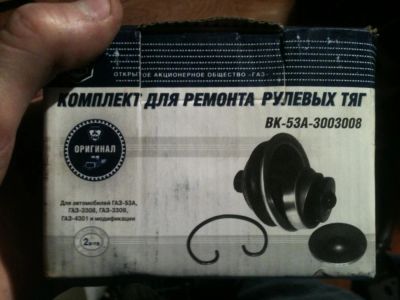 ОТКРЫТОЕ АКЦИОНЕРНОЕ ОБЩЕСТВО «ГАЗ»
КОМПЛЕКТ ДЛЯ РЕМОНТА РУЛЕВЫХ ТЯГ
ВК-53А-3003008
ОРИГИНАЛ
Для автомобилей ГАЗ-53А,
ГАЗ-3308, ГАЗ-3309,
ГАЗ-4301 и модификации